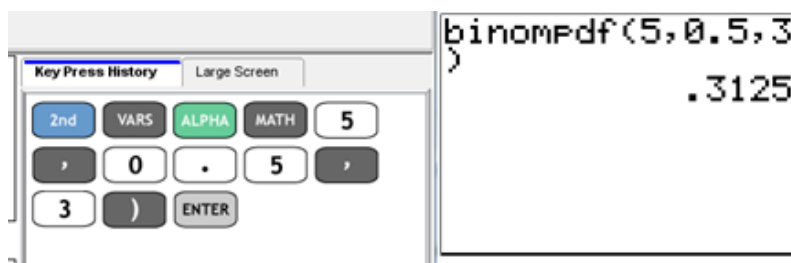 Key Press History Large Screen
2nd VARS ALPHA MATH 5
, 0 . 5 ,
3 ) ENTER
binompdf(5,0.5,3
)
.3125